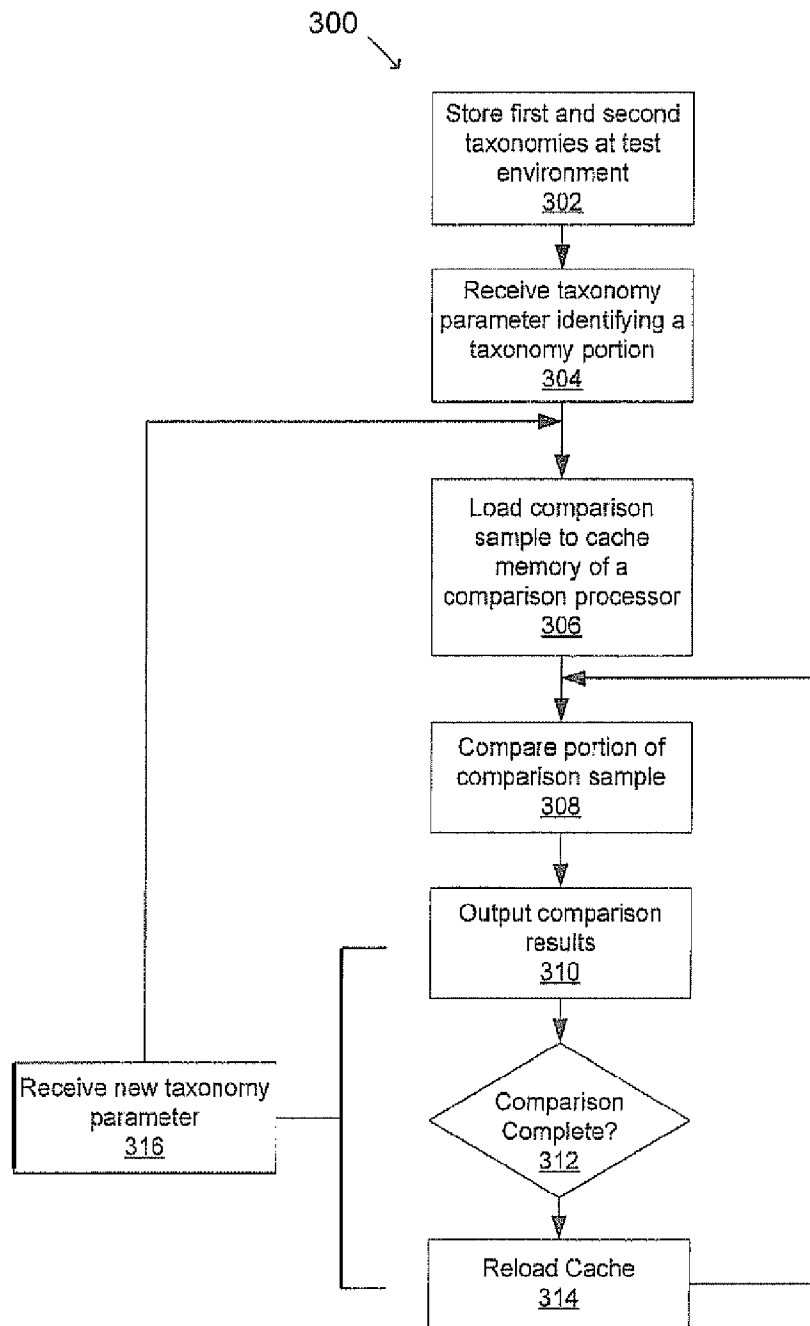 300
Store first and second
taxonomies at test
environment
302
Receive taxonomy
parameter identifying a
taxonomy portion
304
Load comparison
sample to cache
memory of a
comparison processor
306
Compare portion of
comparison sample
308
Output comparison
results
310
Receive new taxonomy
parameter
316
Comparison
Complete?
312
Reload Cache
314